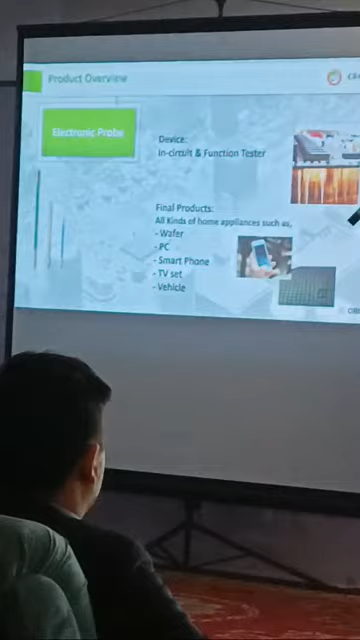 Product Overview
Electronic Probe
Device:
In-circuit & Function Tester
Final Products:
All Kinds of home appliances such as,
- Wafer
- PC
- Smart Phone
- TV set
- Vehicle